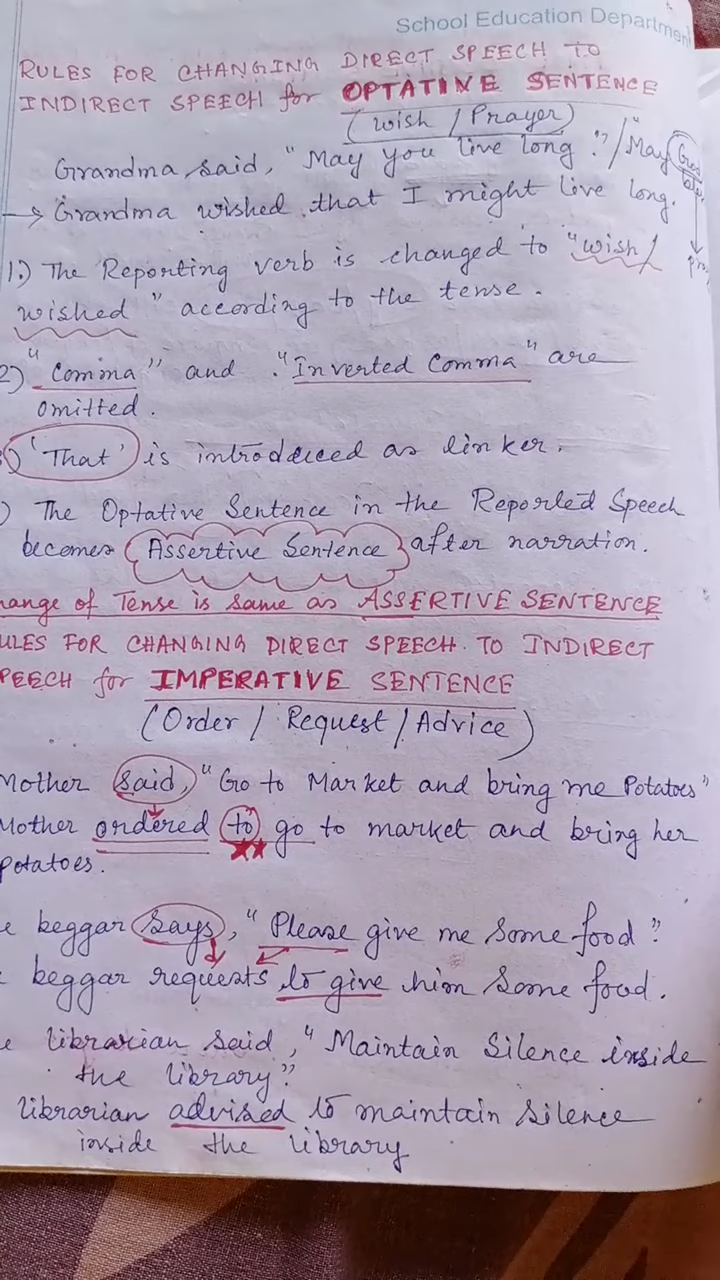 School Education Department
RULES FOR CHANGING DIRECT SPEECH TO
INDIRECT SPEECH for OPTATIVE SENTENCE
(wish / Prayer)
Grandma said, "May you live long."/"May
→ Grandma wished that I might live long.
1.) The Reporting verb is changed to "wish/
wished" according to the tense.
2) "Comma" and "Inverted Comma" are
omitted.
) 'That' is introduced as linker.
) The Optative Sentence in the Reported Speech
becomes Assertive Sentence after narration.
hange of Tense is same as ASSERTIVE SENTENCE
ULES FOR CHANGING DIRECT SPEECH TO INDIRECT
PEECH for IMPERATIVE SENTENCE
(Order / Request / Advice)
Mother said, "Go to Market and bring me Potatoes"
Mother ordered to go to market and bring her
potatoes.
e beggar says, "Please give me some food."
beggar requests to give him some food.
e librarian said, "Maintain Silence inside
the library."
librarian advised to maintain silence
inside the library